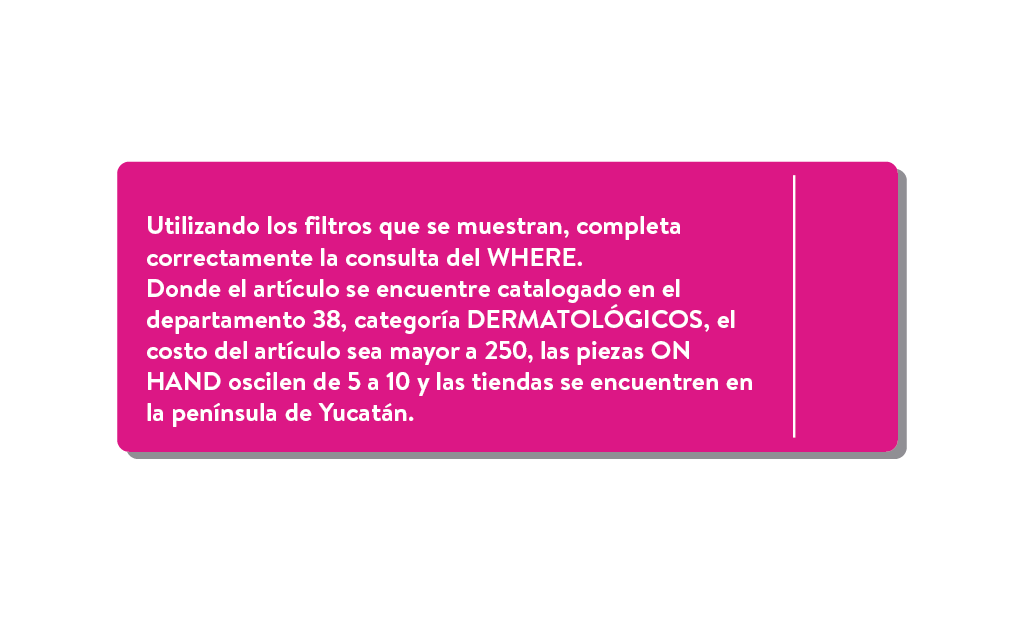 Utilizando los filtros que se muestran, completa
correctamente la consulta del WHERE.
Donde el artículo se encuentre catalogado en el
departamento 38, categoría DERMATOLÓGICOS, el
costo del artículo sea mayor a 250, las piezas ON
HAND oscilen de 5 a 10 y las tiendas se encuentren en
la península de Yucatán.